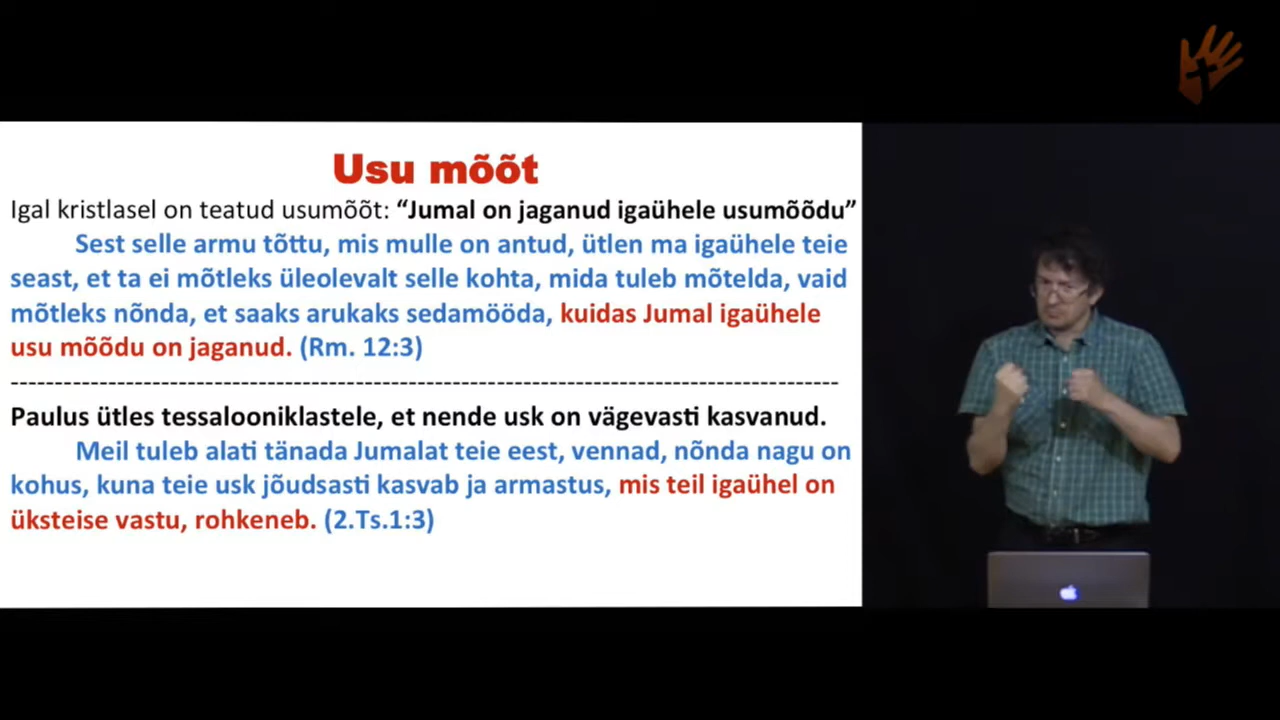 Usu mõõt
Igal kristlasel on teatud usumõõt: “Jumal on jaganud igaühele usumõõdu”
Sest selle armu tõttu, mis mulle on antud, ütlen ma igaühele teie
seast, et ta ei mõtleks üleolevalt selle kohta, mida tuleb mõtelda, vaid
mõtleks nõnda, et saaks arukaks sedamööda, kuidas Jumal igaühele
usu mõõdu on jaganud. (Rm. 12:3)
-----------------------------------------------------------------------------------------------
Paulus ütles tessalooniklastele, et nende usk on vägevasti kasvanud.
Meil tuleb alati tänada Jumalat teie eest, vennad, nõnda nagu on
kohus, kuna teie usk jõudsasti kasvab ja armastus, mis teil igaühel on
üksteise vastu, rohkeneb. (2.Ts.1:3)